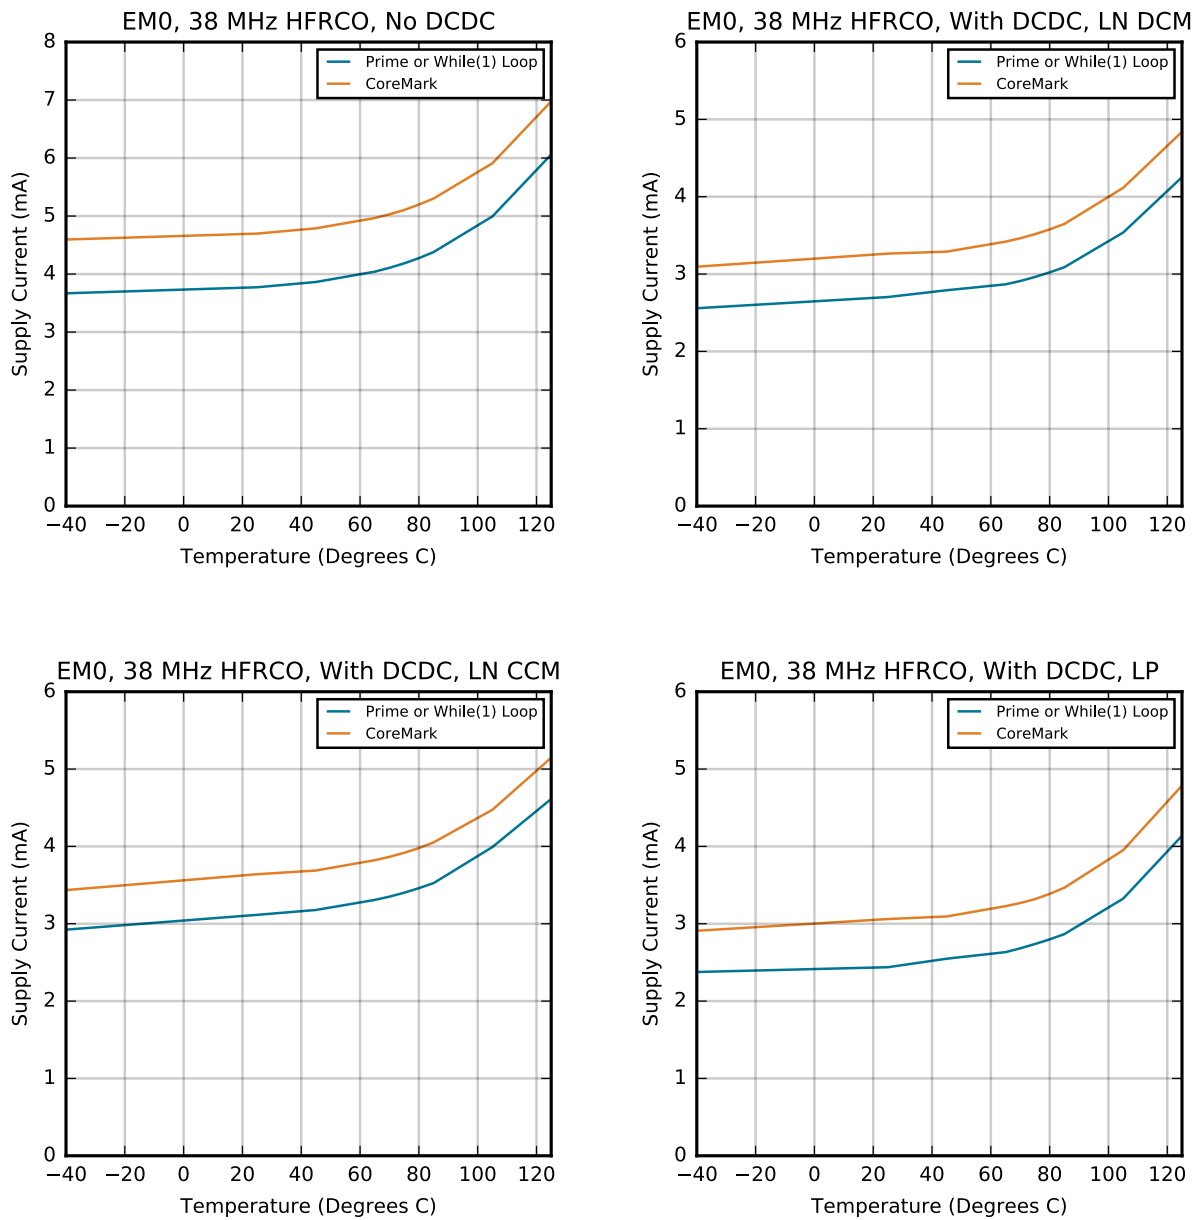 EM0, 38 MHz HFRCO, No DCDC
8
7
6
5
4
3
2
1
0
Supply Current (mA)
Prime or While(1) Loop
CoreMark
−40 −20 0 20 40 60 80 100 120
Temperature (Degrees C)
EM0, 38 MHz HFRCO, With DCDC, LN DCM
6
5
4
3
2
1
0
Supply Current (mA)
Prime or While(1) Loop
CoreMark
−40 −20 0 20 40 60 80 100 120
Temperature (Degrees C)
EM0, 38 MHz HFRCO, With DCDC, LN CCM
6
5
4
3
2
1
0
Supply Current (mA)
Prime or While(1) Loop
CoreMark
−40 −20 0 20 40 60 80 100 120
Temperature (Degrees C)
EM0, 38 MHz HFRCO, With DCDC, LP
6
5
4
3
2
1
0
Supply Current (mA)
Prime or While(1) Loop
CoreMark
−40 −20 0 20 40 60 80 100 120
Temperature (Degrees C)